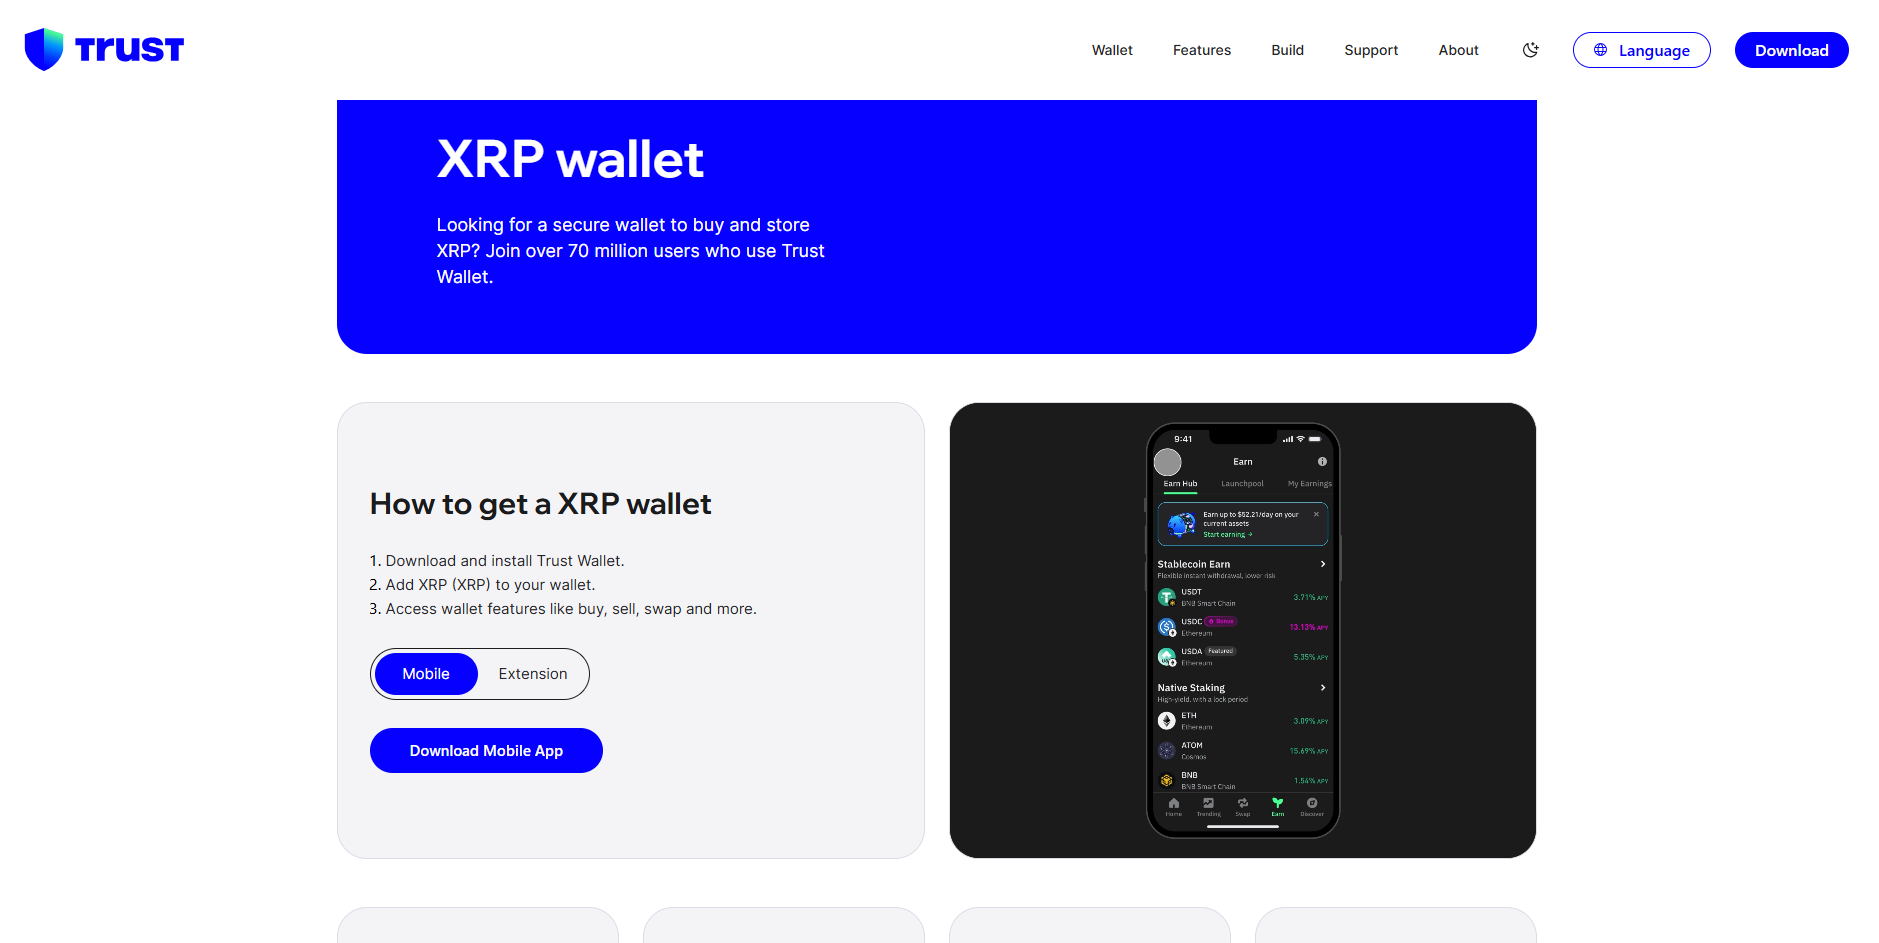 TRUST
Wallet
Features
Build
Support
About
Language
Download
XRP wallet
Looking for a secure wallet to buy and store
XRP? Join over 70 million users who use Trust
Wallet.
How to get a XRP wallet
1. Download and install Trust Wallet.
2. Add XRP (XRP) to your wallet.
3. Access wallet features like buy, sell, swap and more.
Mobile
Extension
Download Mobile App
9:41
Earn
Earn Hub
Launchpool
My Earnings
Earn up to $52.21/day on your
current assets
Start earning →
Stablecoin Earn
Flexible instant withdrawal, lower risk
USDT
BNB Smart Chain
3.71% APY
USDC
Bonus
Ethereum
13.13% APY
USDA
Featured
Ethereum
5.35% APY
Native Staking
High-yield, with a lock period
ETH
Ethereum
3.09% APY
ATOM
Cosmos
15.69% APY
BNB
BNB Smart Chain
1.54% APY
Home
Trending
Swap
Earn
Discover